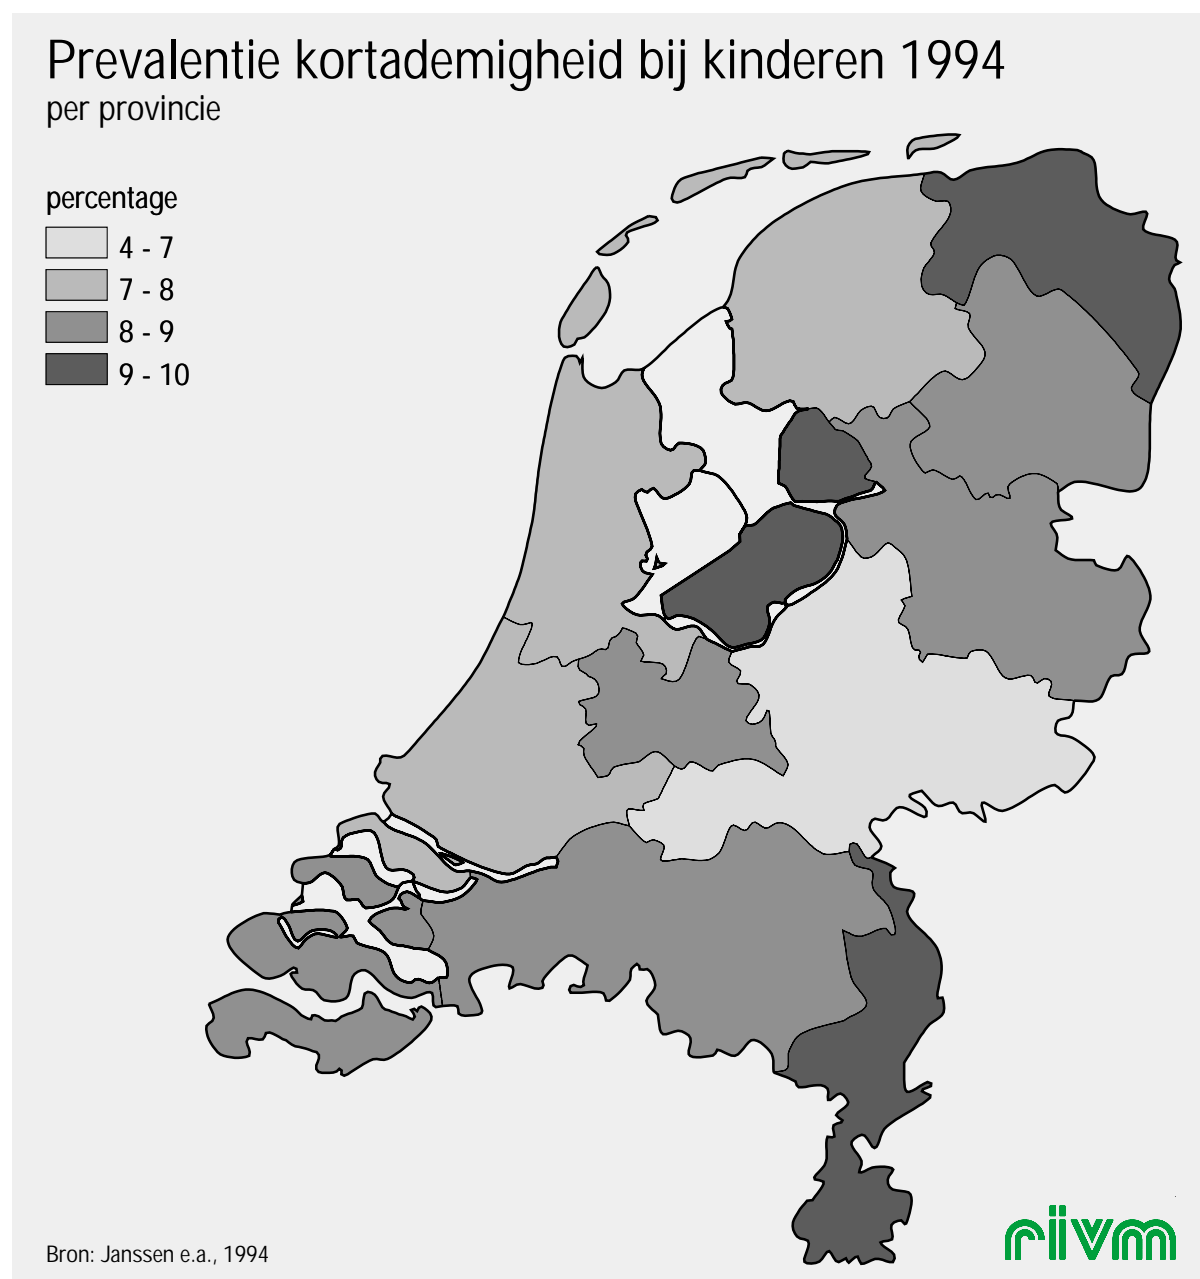 Prevalentie kortademigheid bij kinderen 1994
per provincie
percentage
4 - 7
7 - 8
8 - 9
9 - 10
Bron: Janssen e.a., 1994
riivm